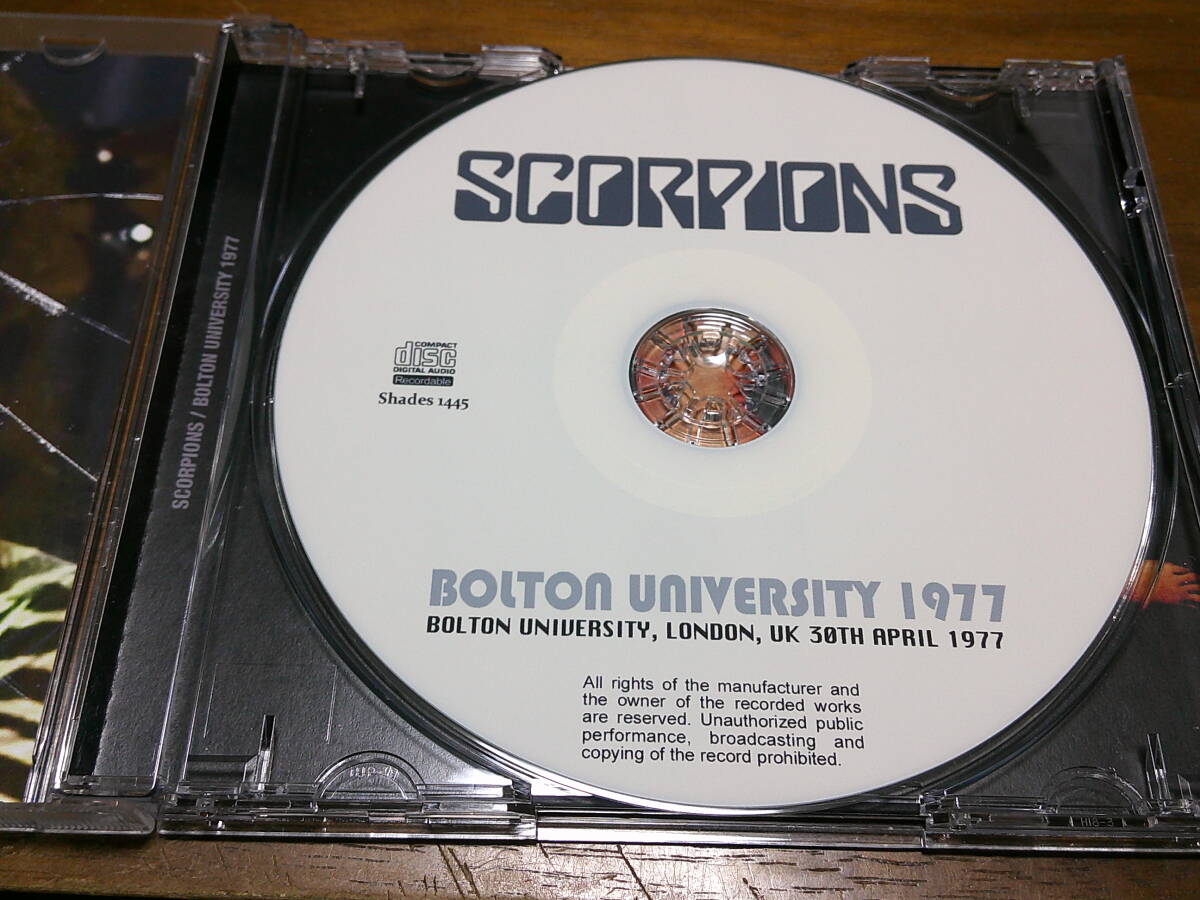 SCORPIONS / BOLTON UNIVERSITY 1977
SCORPIONS
COMPACT
disc
DIGITAL AUDIO
Recordable
Shades 1445
BOLTON UNIVERSITY 1977
BOLTON UNIVERSITY, LONDON, UK 30TH APRIL 1977
All rights of the manufacturer and
the owner of the recorded works
are reserved. Unauthorized public
performance, broadcasting and
copying of the record prohibited.